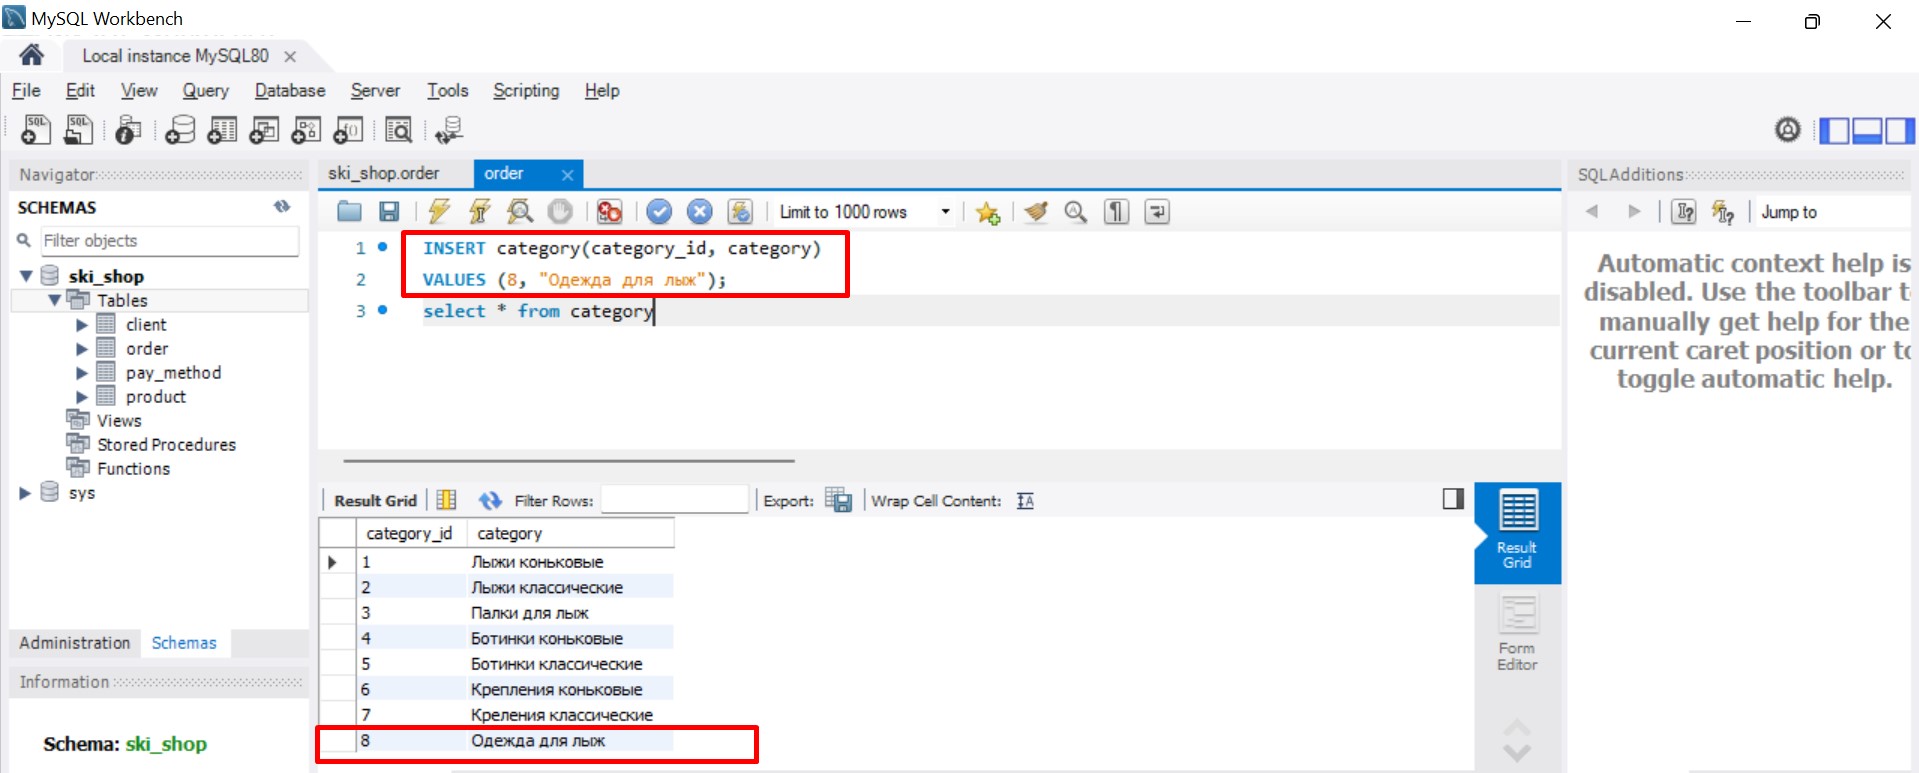 MySQL Workbench
Local instance MySQL80
File Edit View Query Database Server Tools Scripting Help
Navigator
SCHEMAS
Filter objects
ski_shop
Tables
client
order
pay_method
product
Views
Stored Procedures
Functions
sys
Administration Schemas
Information
Schema: ski_shop
ski_shop.order order
Limit to 1000 rows
1 INSERT category(category_id, category)
2 VALUES (8, "Одежда для лыж");
3 select * from category
Result Grid Filter Rows: Export: Wrap Cell Content:
category_id category
1 Лыжи коньковые
2 Лыжи классические
3 Палки для лыж
4 Ботинки коньковые
5 Ботинки классические
6 Крепления коньковые
7 Креления классические
8 Одежда для лыж
Result
Grid
Form
Editor
SQLAdditions
Jump to
Automatic context help is
disabled. Use the toolbar t
manually get help for the
current caret position or to
toggle automatic help.